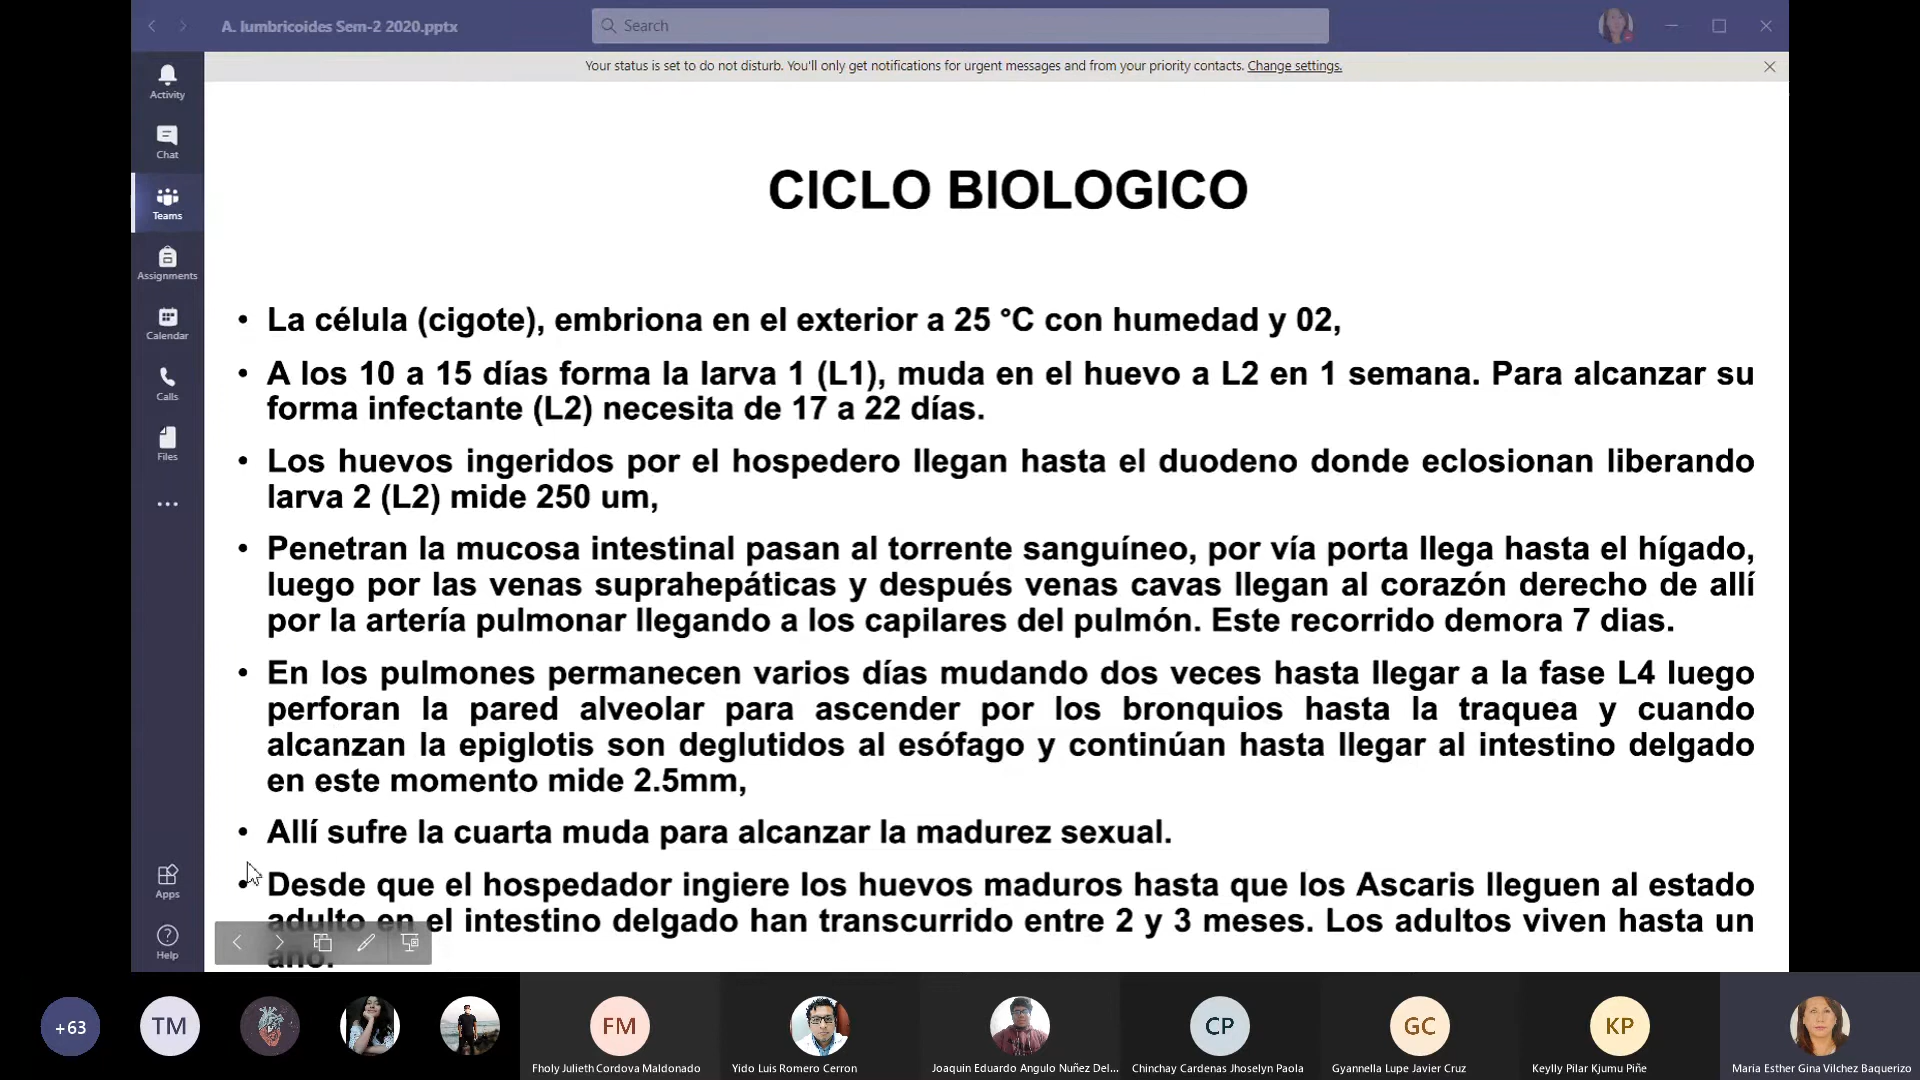 A. lumbricoides Sem-2 2020.pptx
Search
Your status is set to do not disturb. You'll only get notifications for urgent messages and from your priority contacts. Change settings.
Activity
Chat
Teams
Assignments
Calendar
Calls
Files
Apps
Help
CICLO BIOLOGICO
• La célula (cigote), embriona en el exterior a 25 °C con humedad y 02,
• A los 10 a 15 días forma la larva 1 (L1), muda en el huevo a L2 en 1 semana. Para alcanzar su
forma infectante (L2) necesita de 17 a 22 días.
• Los huevos ingeridos por el hospedero llegan hasta el duodeno donde eclosionan liberando
larva 2 (L2) mide 250 um,
• Penetran la mucosa intestinal pasan al torrente sanguíneo, por vía porta llega hasta el hígado,
luego por las venas suprahepáticas y después venas cavas llegan al corazón derecho de allí
por la artería pulmonar llegando a los capilares del pulmón. Este recorrido demora 7 dias.
• En los pulmones permanecen varios días mudando dos veces hasta llegar a la fase L4 luego
perforan la pared alveolar para ascender por los bronquios hasta la traquea y cuando
alcanzan la epiglotis son deglutidos al esófago y continúan hasta llegar al intestino delgado
en este momento mide 2.5mm,
• Allí sufre la cuarta muda para alcanzar la madurez sexual.
• Desde que el hospedador ingiere los huevos maduros hasta que los Ascaris lleguen al estado
adulto en el intestino delgado han transcurrido entre 2 y 3 meses. Los adultos viven hasta un
año.
+63
TM
FM
CP
GC
KP
Fholy Julieth Cordova Maldonado
Yido Luis Romero Cerron
Joaquin Eduardo Angulo Nuñez Del...
Chinchay Cardenas Jhoselyn Paola
Gyannella Lupe Javier Cruz
Keylly Pilar Kjumu Piñe
Maria Esther Gina Vilchez Baquerizo